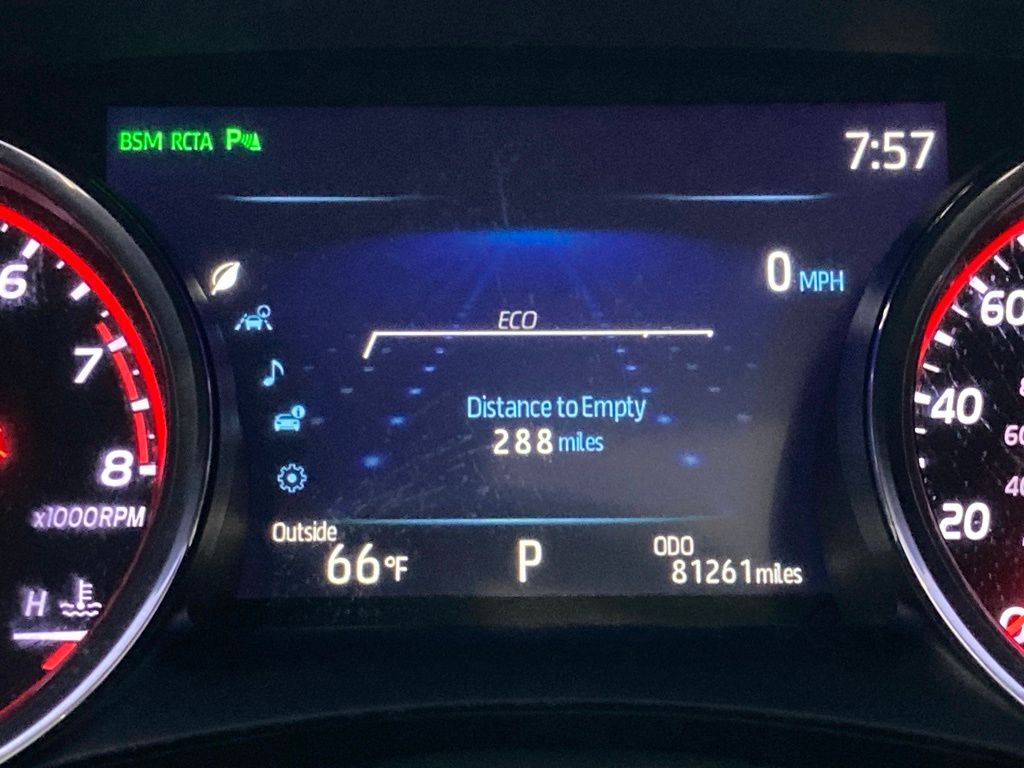 BSM RCTA P
7:57
0 MPH
ECO
Distance to Empty
288 miles
Outside
66°F
P
ODO
81261 miles
6
7
8
x1000RPM
H
60
40
20
0